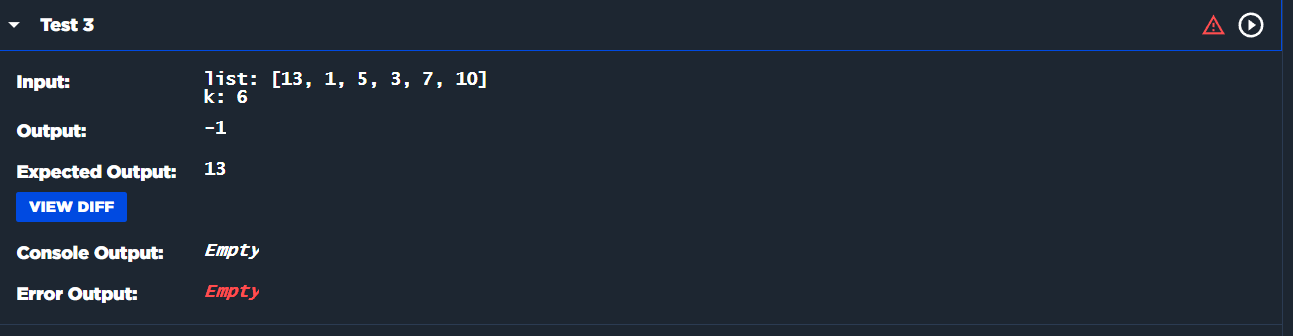 Test 3
Input: list: [13, 1, 5, 3, 7, 10]
k: 6
Output: -1
Expected Output: 13
VIEW DIFF
Console Output: Empty
Error Output: Empty